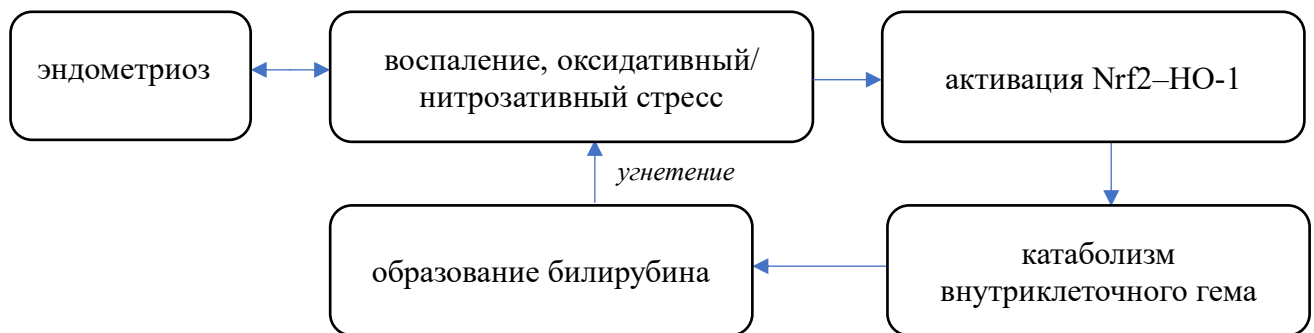 эндометриоз
воспаление, оксидативный/
нитрозативный стресс
активация Nrf2–HO-1
угнетение
образование билирубина
катаболизм
внутриклеточного гема